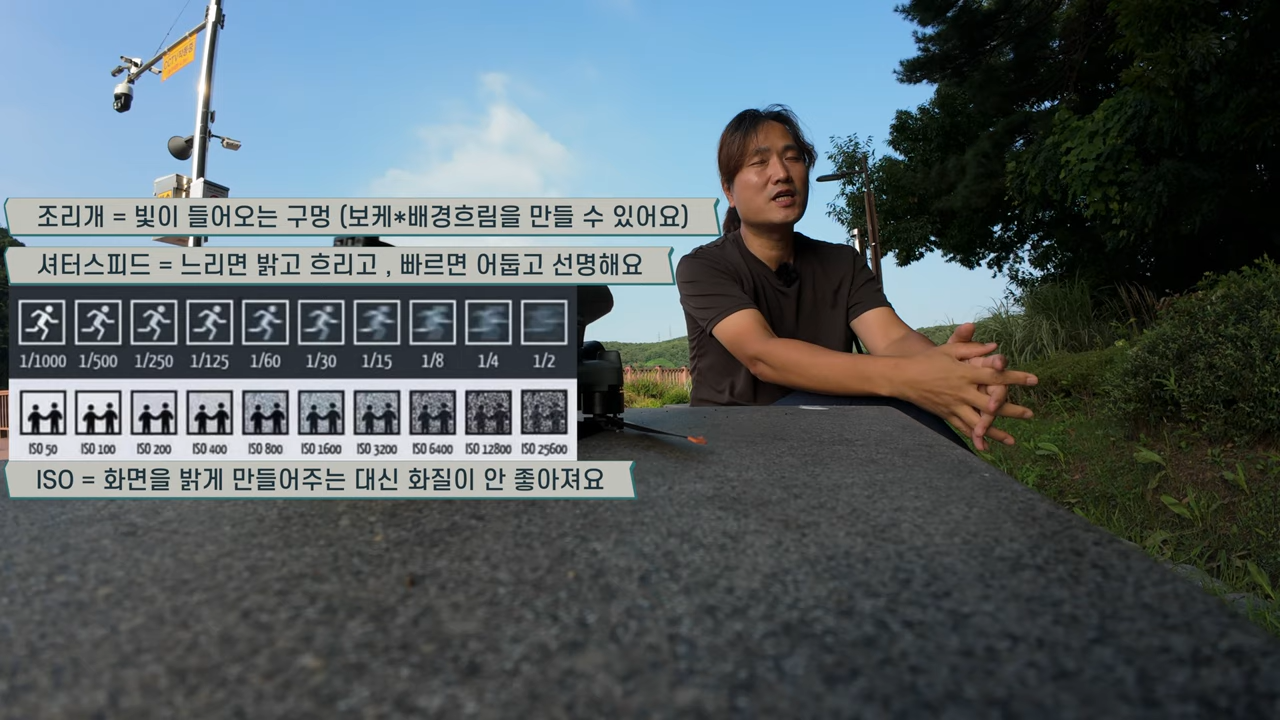 조리개 = 빛이 들어오는 구멍 (보케*배경흐림을 만들 수 있어요)
셔터스피드 = 느리면 밝고 흐리고 , 빠르면 어둡고 선명해요
1/1000 1/500 1/250 1/125 1/60 1/30 1/15 1/8 1/4 1/2
ISO 50 ISO 100 ISO 200 ISO 400 ISO 800 ISO 1600 ISO 3200 ISO 6400 ISO 12800 ISO 25600
ISO = 화면을 밝게 만들어주는 대신 화질이 안 좋아져요